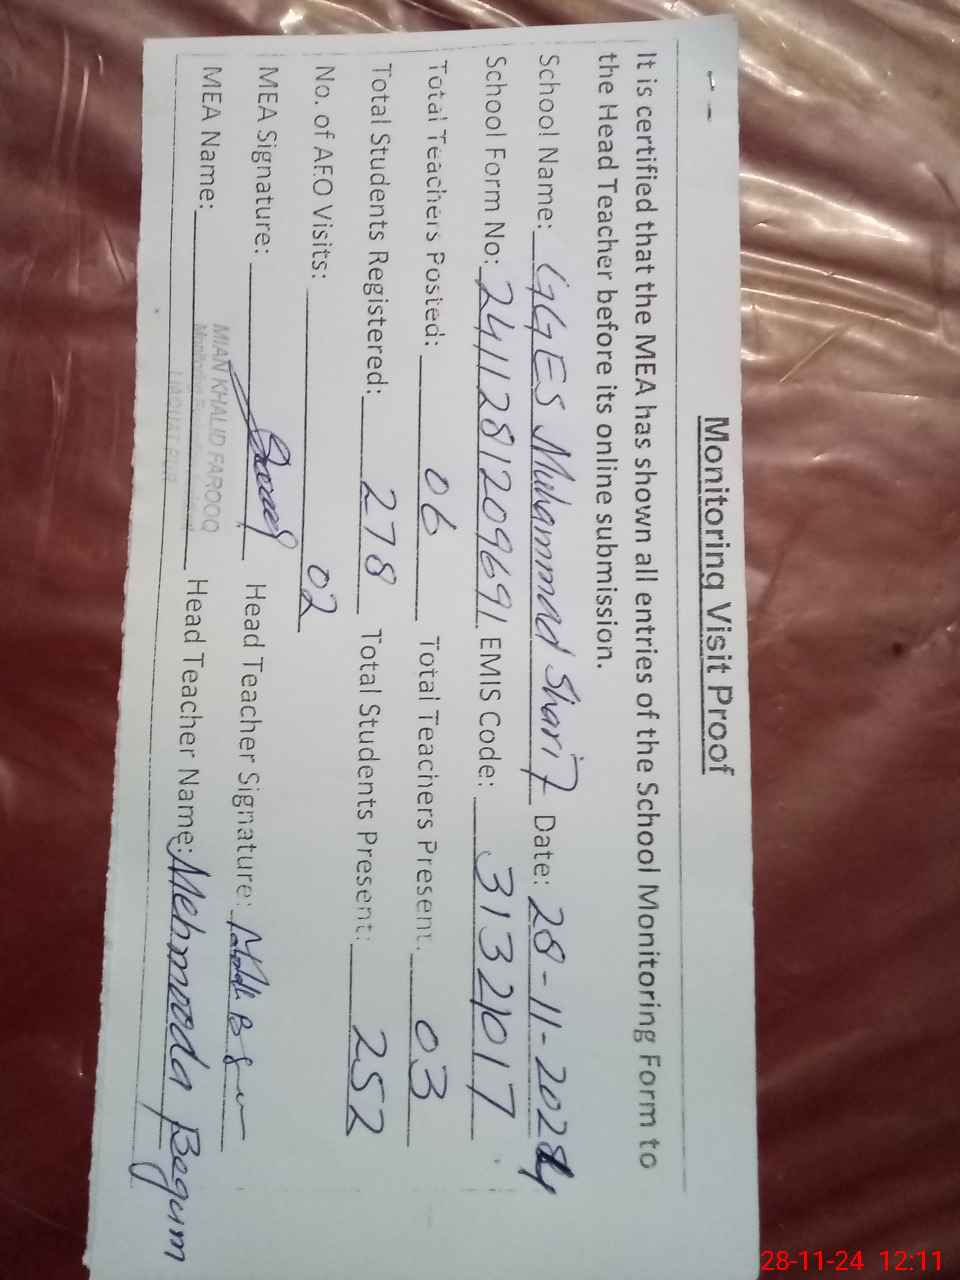 Monitoring Visit Proof
It is certified that the MEA has shown all entries of the School Monitoring Form to
the Head Teacher before its online submission.
School Name: GGES Muhammad Sharif Date: 28-11-2024
School Form No: 2411281209691 EMIS Code: 31321017
Total Teachers Posted: 06 Total Teachers Present: 03
Total Students Registered: 278 Total Students Present: 252
No. of AEO Visits: 02
MEA Signature: Head Teacher Signature:
MEA Name: MIAN KHALID FAROOQ Head Teacher Name: Mehmooda Begum
LIAQUAT PUR
28-11-24 12:11